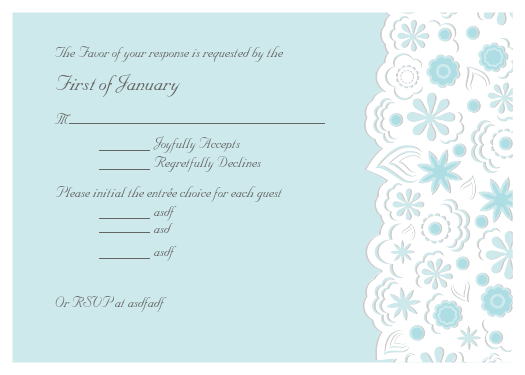 The Favor of your response is requested by the
First of January
M
Joyfully Accepts
Regretfully Declines
Please initial the entrée choice for each guest
asdf
asd
asdf
Or RSVP at asdfadf